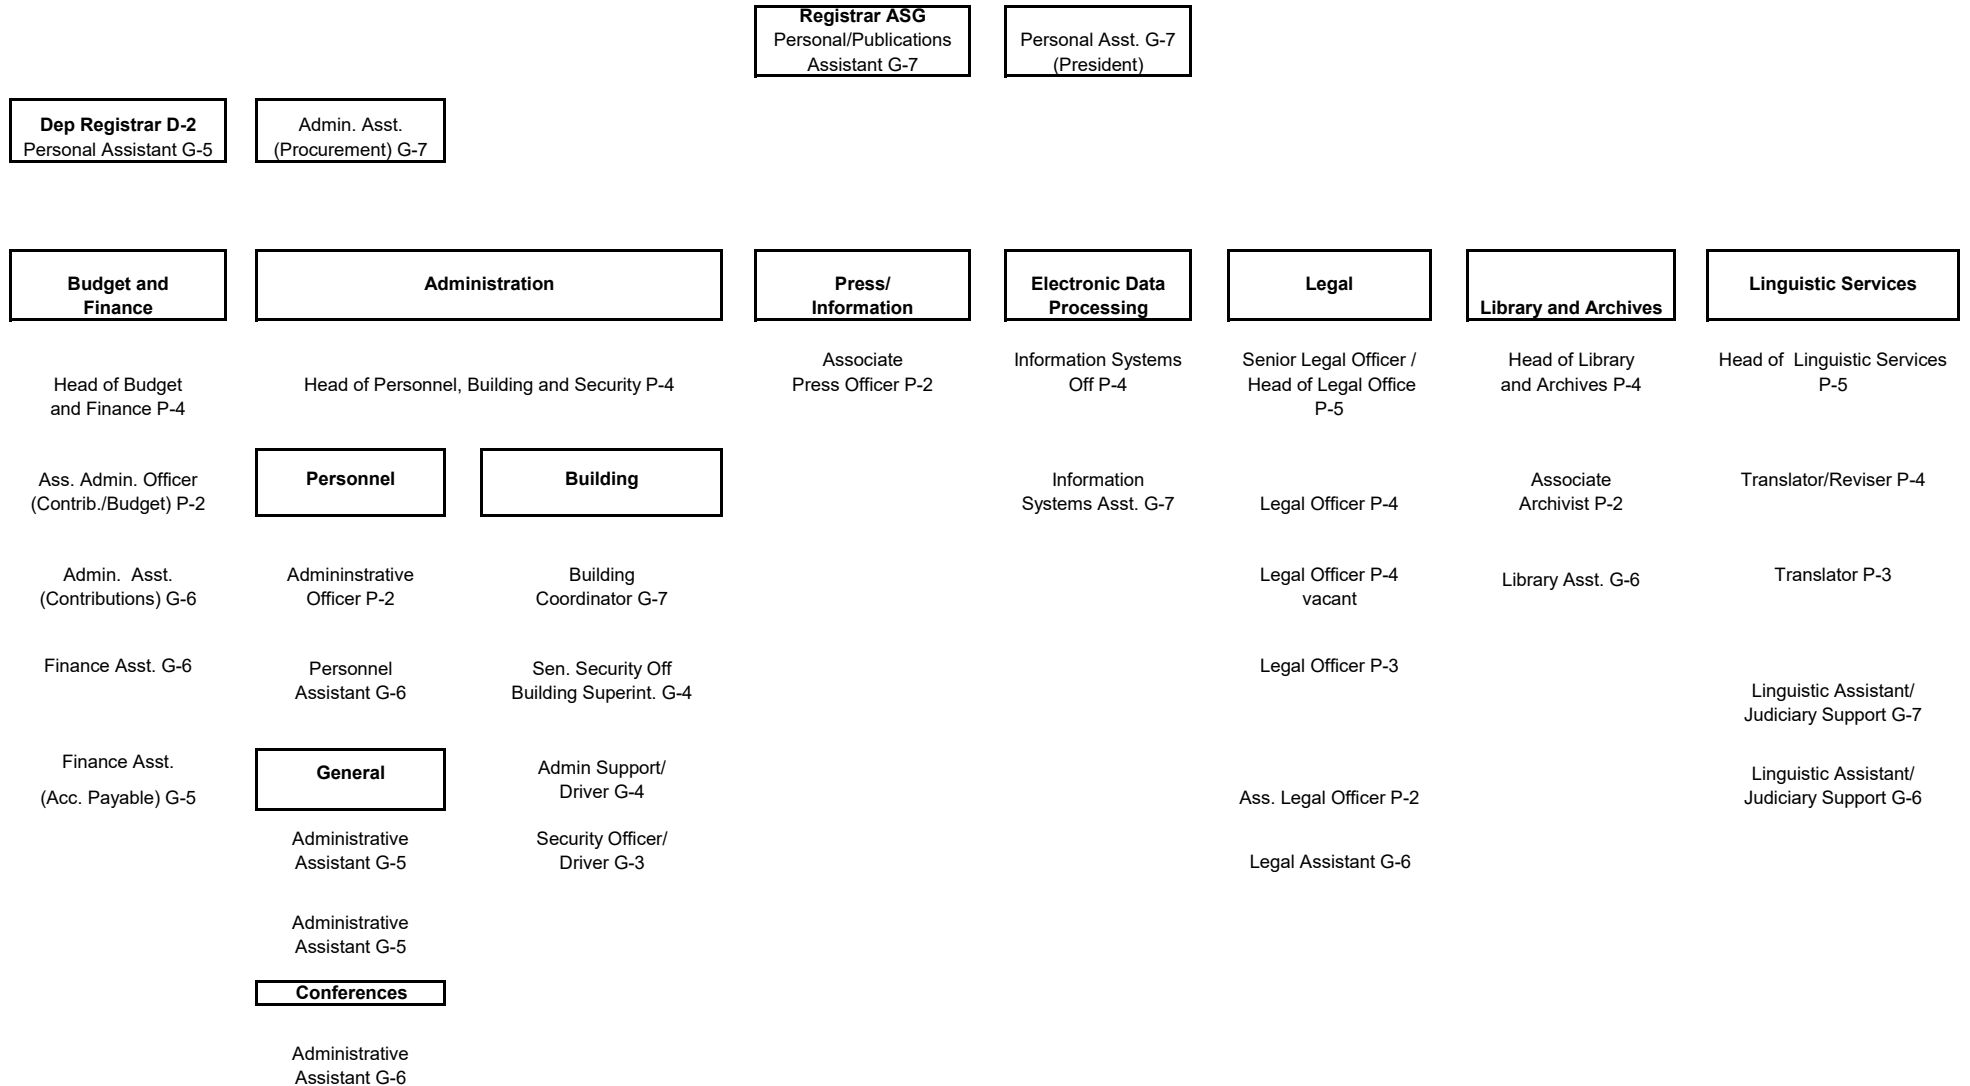 Registrar ASG
Personal/Publications
Assistant G-7
Personal Asst. G-7
(President)
Dep Registrar D-2
Personal Assistant G-5
Admin. Asst.
(Procurement) G-7
Budget and
Finance
Administration
Press/
Information
Electronic Data
Processing
Legal
Library and Archives
Linguistic Services
Head of Budget
and Finance P-4
Head of Personnel, Building and Security P-4
Associate
Press Officer P-2
Information Systems
Off P-4
Senior Legal Officer /
Head of Legal Office
P-5
Head of Library
and Archives P-4
Head of  Linguistic Services
P-5
Ass. Admin. Officer
(Contrib./Budget) P-2
Personnel
Building
Information
Systems Asst. G-7
Legal Officer P-4
Associate
Archivist P-2
Translator/Reviser P-4
Admin.  Asst.
(Contributions) G-6
Admininstrative
Officer P-2
Building
Coordinator G-7
Legal Officer P-4
vacant
Library Asst. G-6
Translator P-3
Finance Asst. G-6
Personnel
Assistant G-6
Sen. Security Off
Building Superint. G-4
Legal Officer P-3
Linguistic Assistant/
Judiciary Support G-7
Finance Asst.
(Acc. Payable) G-5
General
Admin Support/
Driver G-4
Ass. Legal Officer P-2
Linguistic Assistant/
Judiciary Support G-6
Administrative
Assistant G-5
Security Officer/
Driver G-3
Legal Assistant G-6
Administrative
Assistant G-5
Conferences
Administrative
Assistant G-6